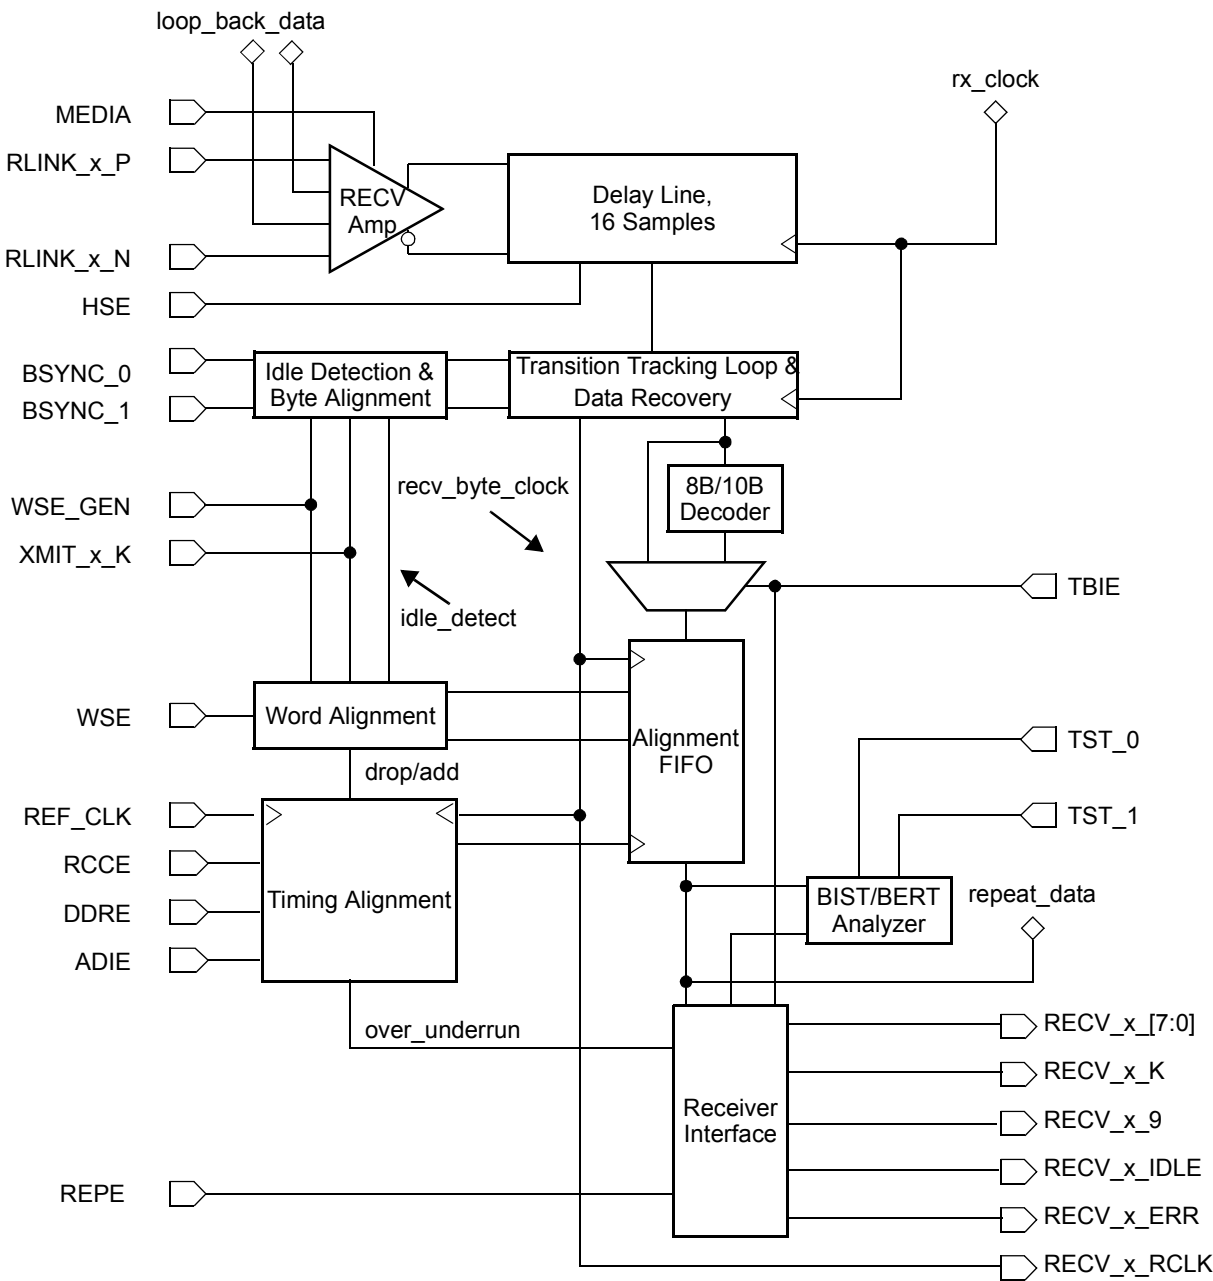 loop_back_data
rx_clock
MEDIA
RLINK_x_P
RECV
Amp
Delay Line,
16 Samples
RLINK_x_N
HSE
BSYNC_0
BSYNC_1
Idle Detection &
Byte Alignment
Transition Tracking Loop &
Data Recovery
recv_byte_clock
8B/10B
Decoder
WSE_GEN
XMIT_x_K
idle_detect
TBIE
WSE
Word Alignment
Alignment
FIFO
TST_0
drop/add
REF_CLK
TST_1
RCCE
DDRE
ADIE
Timing Alignment
BIST/BERT
Analyzer
repeat_data
over_underrun
RECV_x_[7:0]
RECV_x_K
Receiver
Interface
RECV_x_9
RECV_x_IDLE
REPE
RECV_x_ERR
RECV_x_RCLK